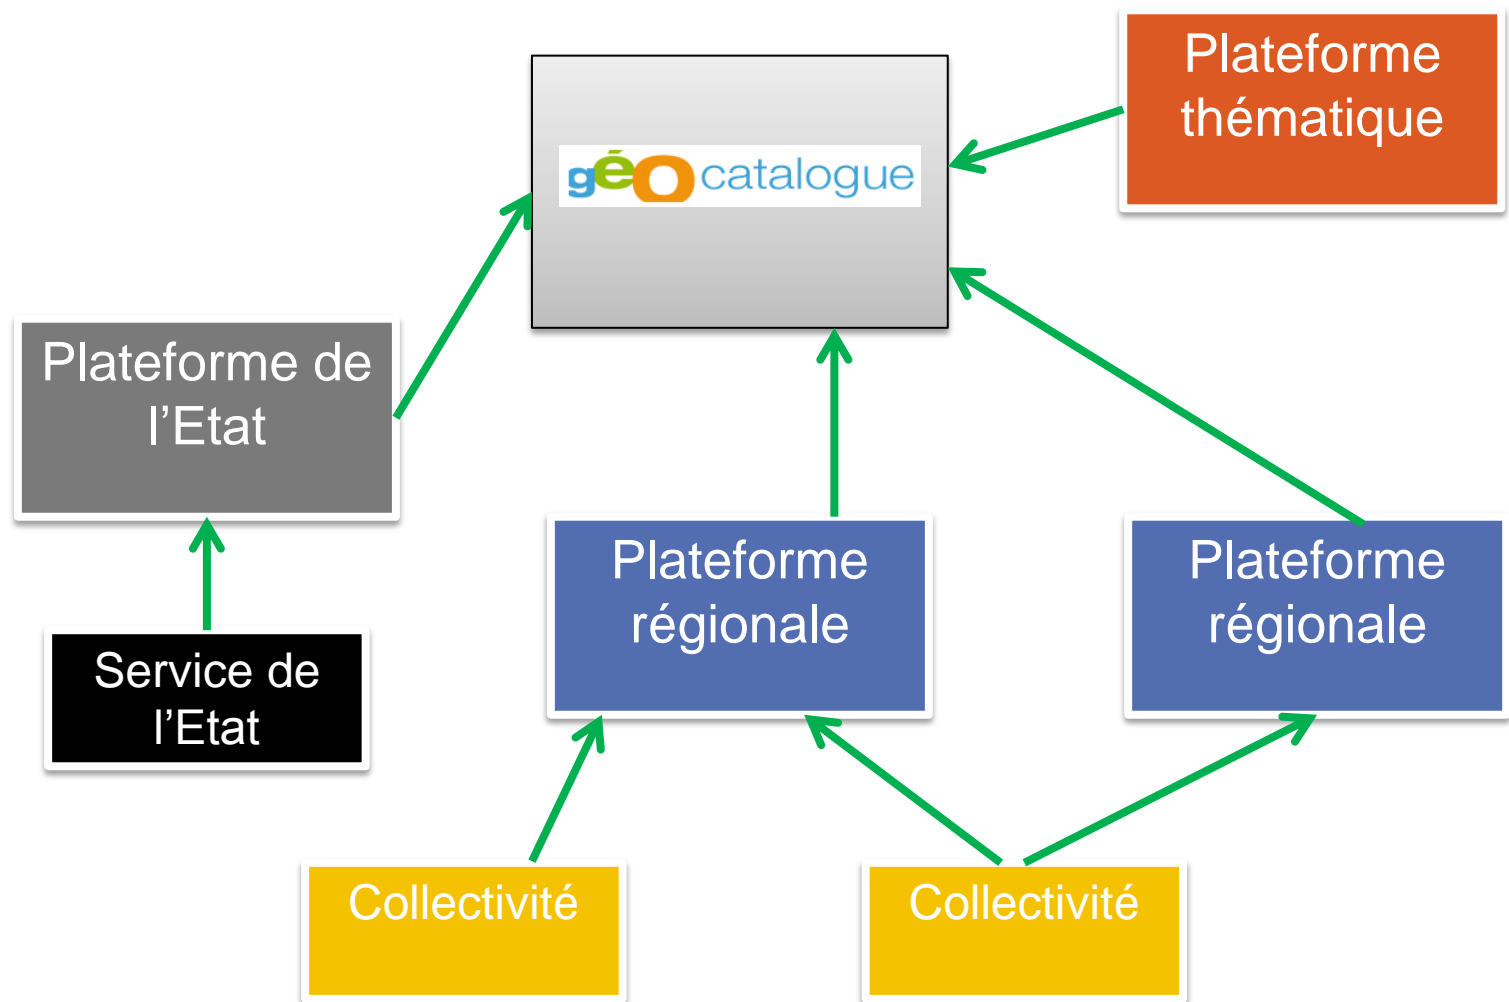 Plateforme
thématique
géo catalogue
Plateforme de
l’Etat
Plateforme
régionale
Plateforme
régionale
Service de
l’Etat
Collectivité
Collectivité